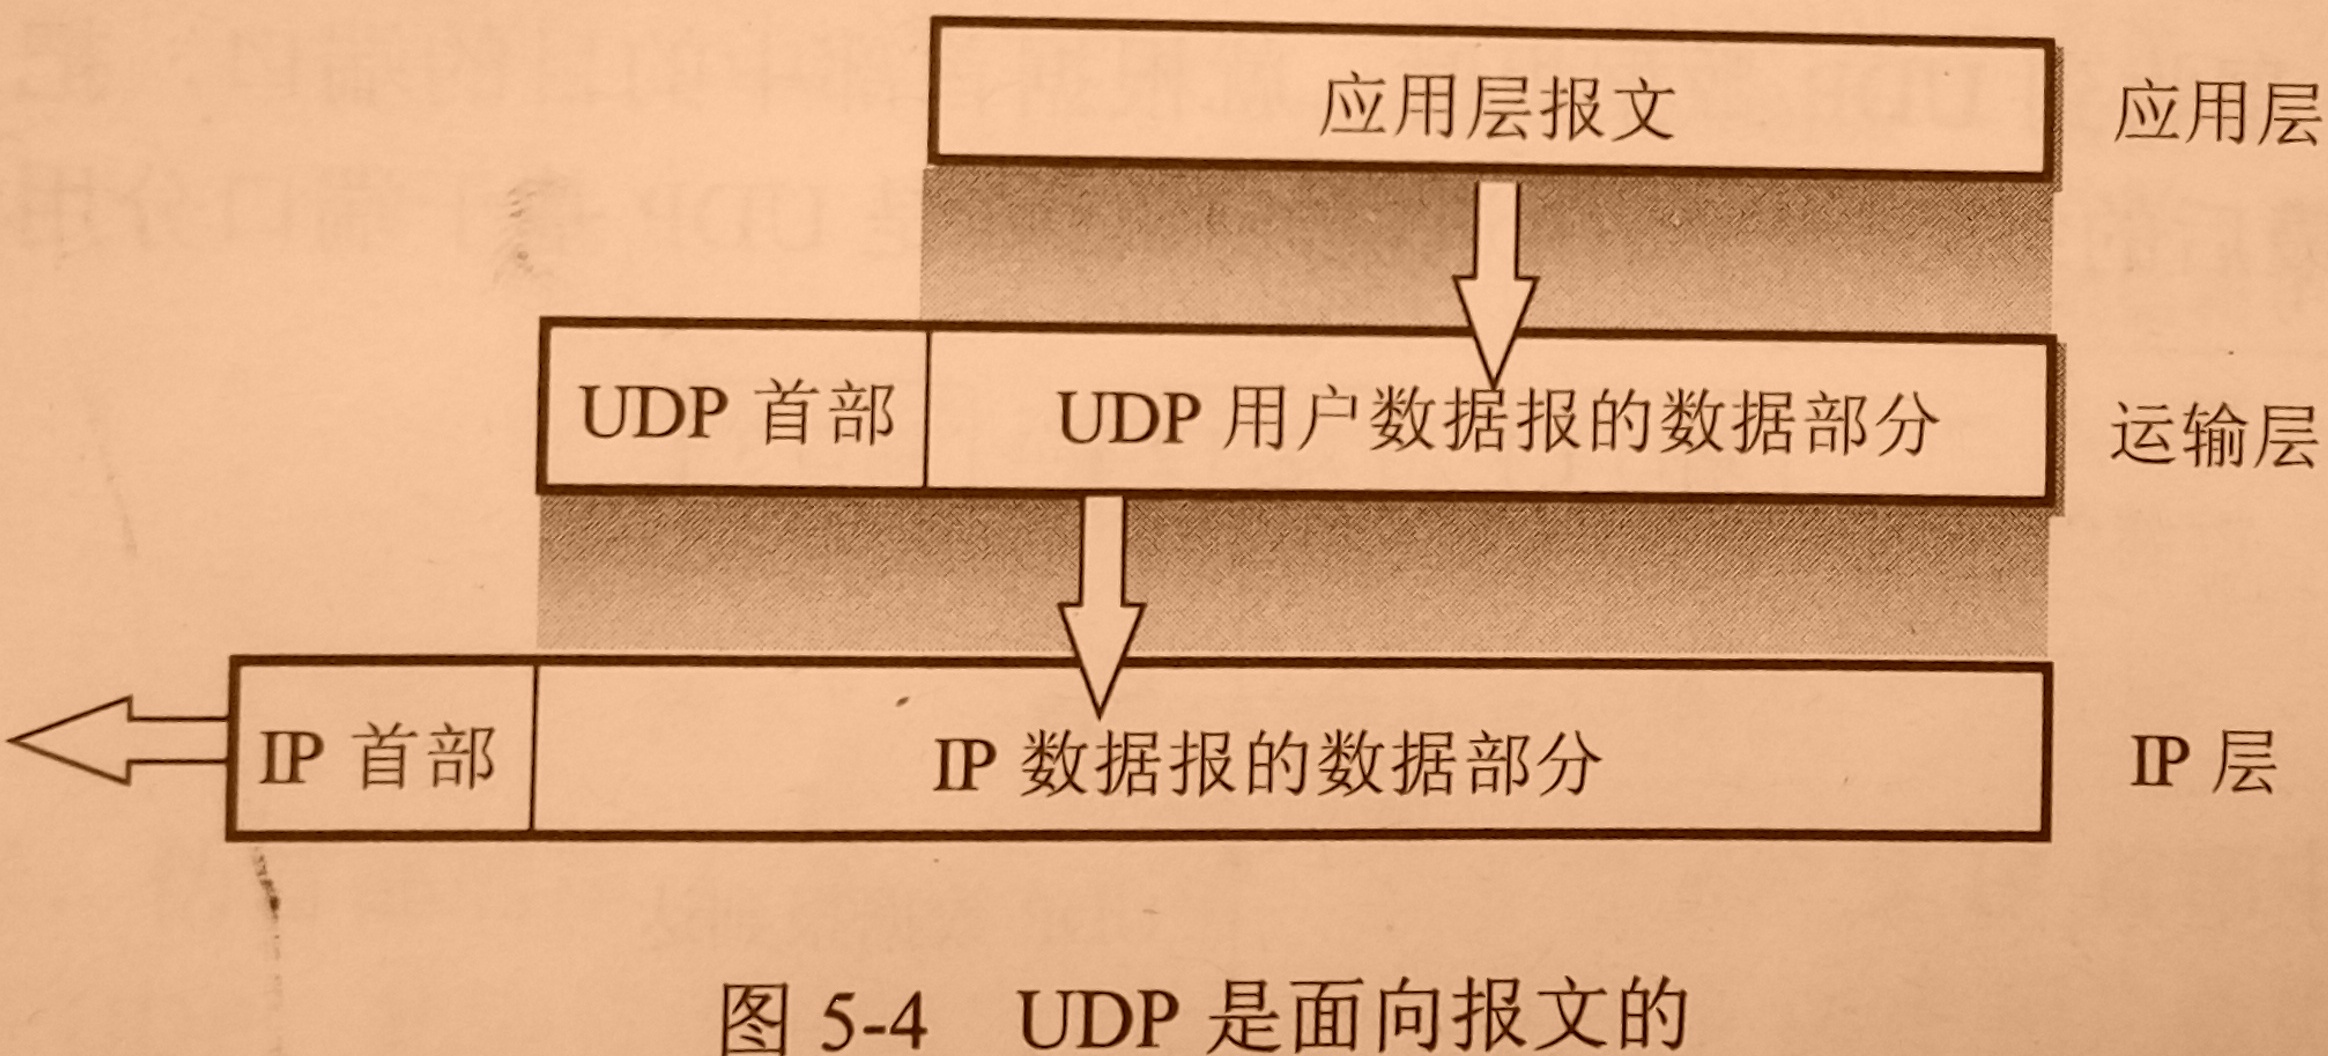 应用层报文 应用层
UDP 首部 UDP 用户数据报的数据部分 运输层
IP 首部 IP 数据报的数据部分 IP 层
图 5-4 UDP 是面向报文的